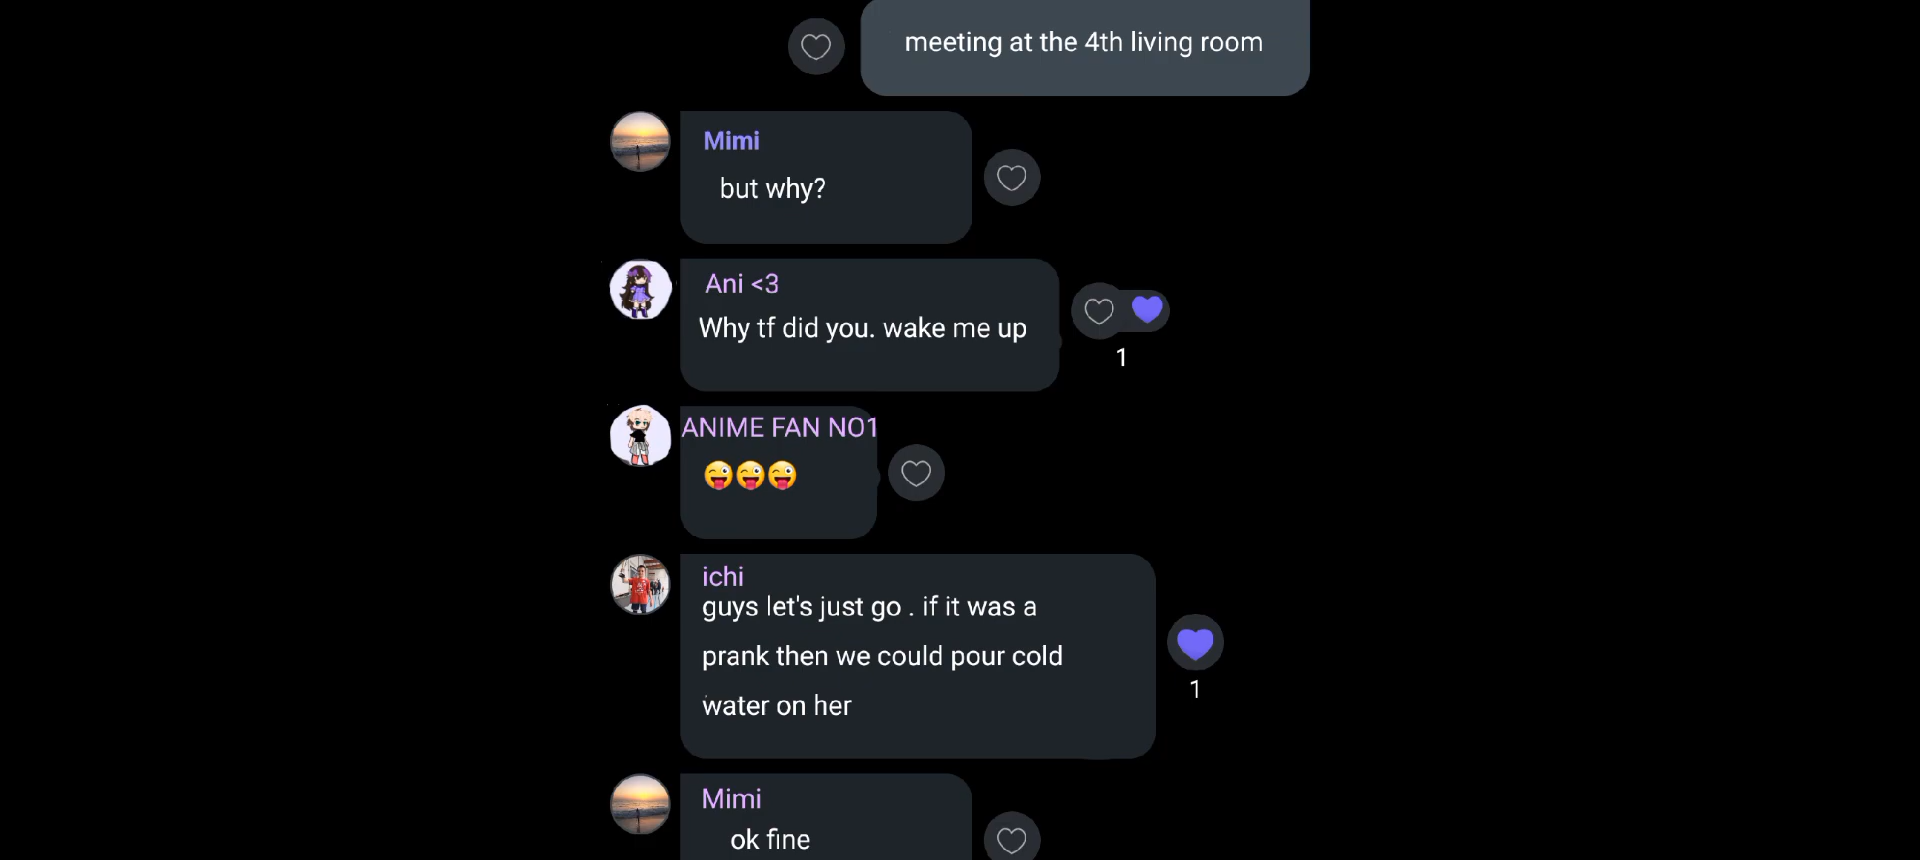 meeting at the 4th living room
Mimi
but why?
Ani <3
Why tf did you. wake me up
1
ANIME FAN NO1
😜😜😜
ichi
guys let's just go . if it was a
prank then we could pour cold
water on her
1
Mimi
ok fine